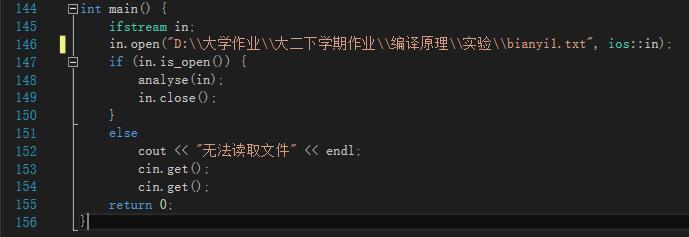 144 int main() {
145 ifstream in;
146 in.open("D:\\大学作业\\大二下学期作业\\编译原理\\实验\\bianyi1.txt", ios::in);
147 if (in.is_open()) {
148 analyse(in);
149 in.close();
150 }
151 else
152 cout << "无法读取文件" << endl;
153 cin.get();
154 cin.get();
155 return 0;
156 }